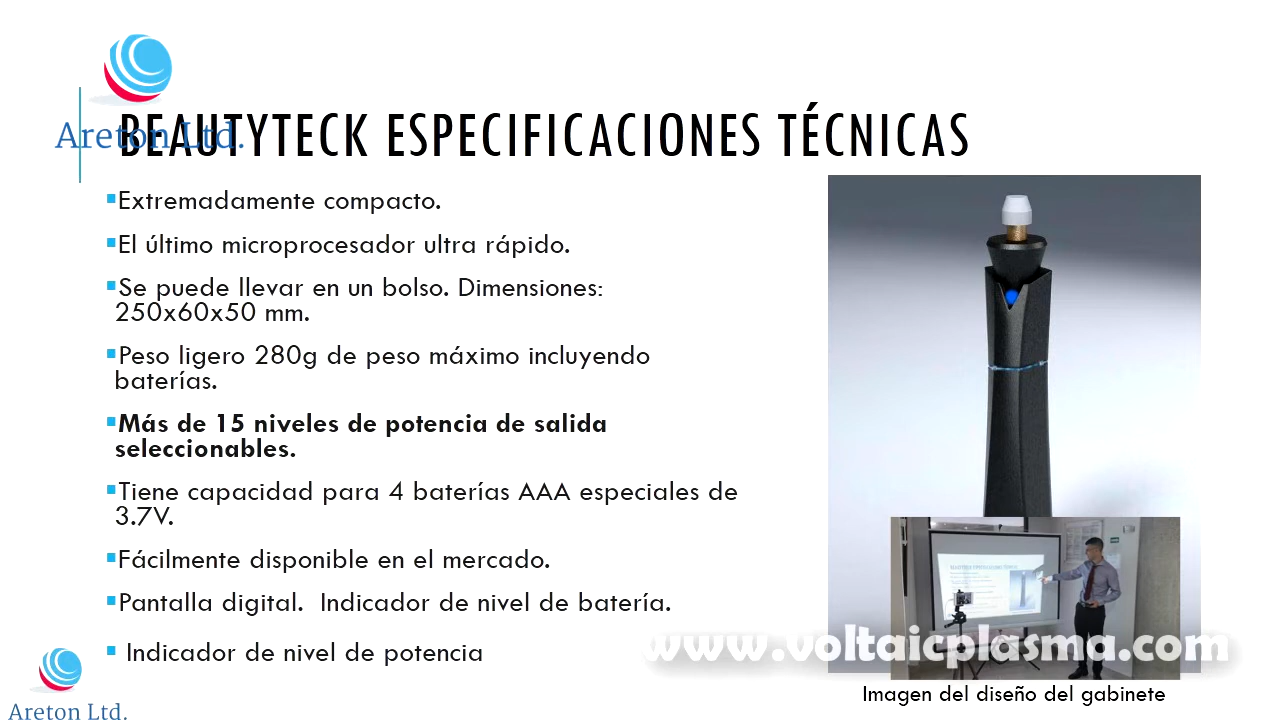 Areton Ltd.
BEAUTYTECK ESPECIFICACIONES TÉCNICAS
Extremadamente compacto.
El último microprocesador ultra rápido.
Se puede llevar en un bolso. Dimensiones:
250x60x50 mm.
Peso ligero 280g de peso máximo incluyendo
baterías.
Más de 15 niveles de potencia de salida
seleccionables.
Tiene capacidad para 4 baterías AAA especiales de
3.7V.
Fácilmente disponible en el mercado.
Pantalla digital.  Indicador de nivel de batería.
Indicador de nivel de potencia
www.voltaicplasma.com
Imagen del diseño del gabinete
Areton Ltd.